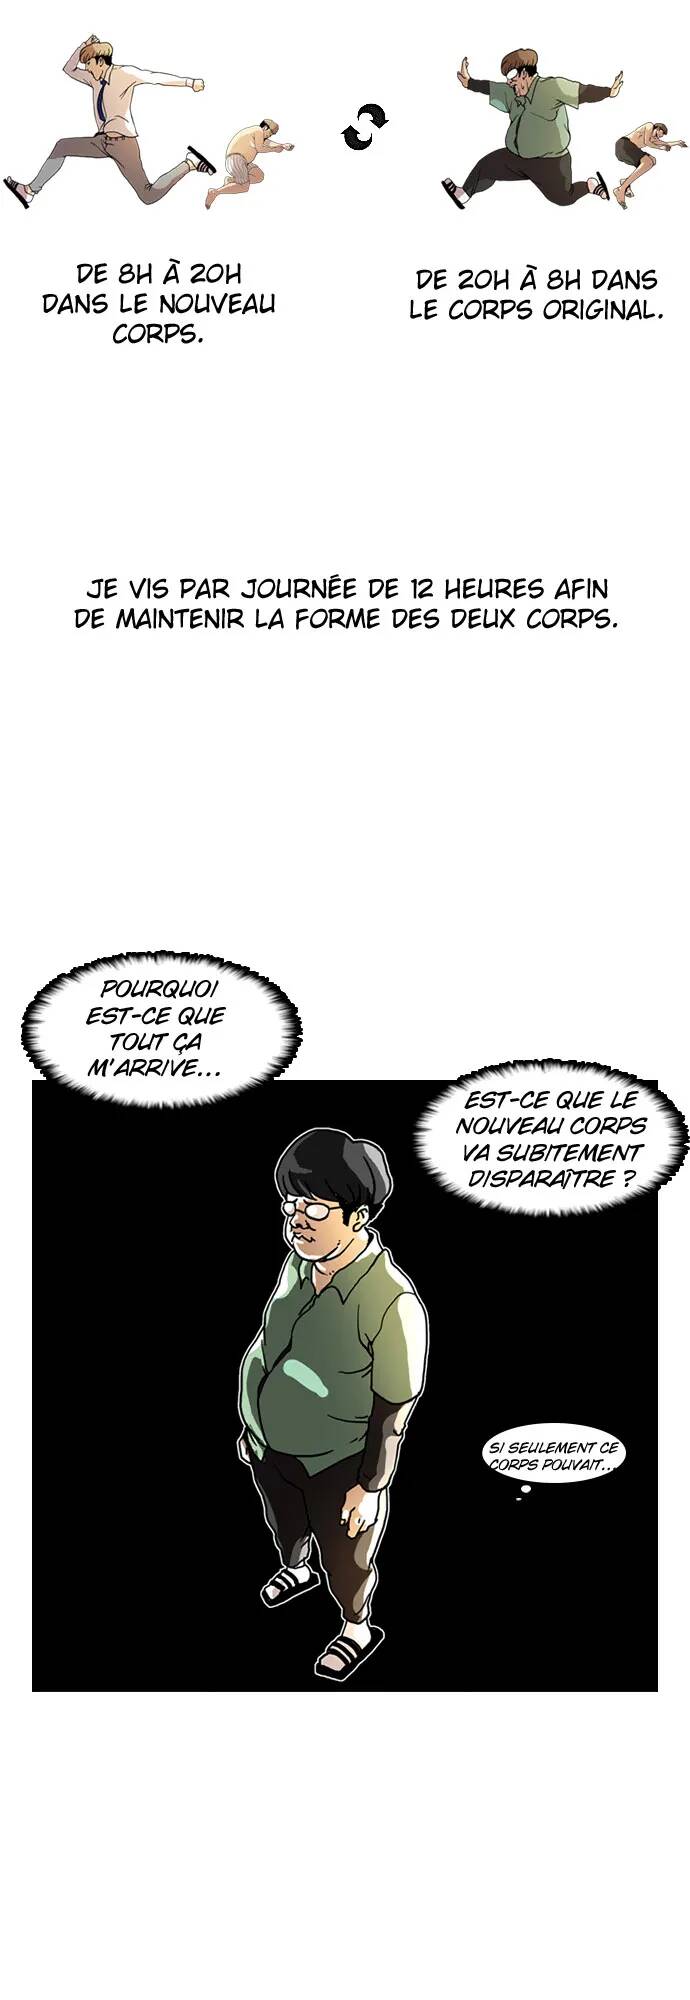 DE 8H À 20H
DANS LE NOUVEAU
CORPS.
DE 20H À 8H DANS
LE CORPS ORIGINAL.
JE VIS PAR JOURNÉE DE 12 HEURES AFIN
DE MAINTENIR LA FORME DES DEUX CORPS.
POURQUOI
EST-CE QUE
TOUT ÇA
M'ARRIVE...
EST-CE QUE LE
NOUVEAU CORPS
VA SUBITEMENT
DISPARAÎTRE ?
SI SEULEMENT CE
CORPS POUVAIT...